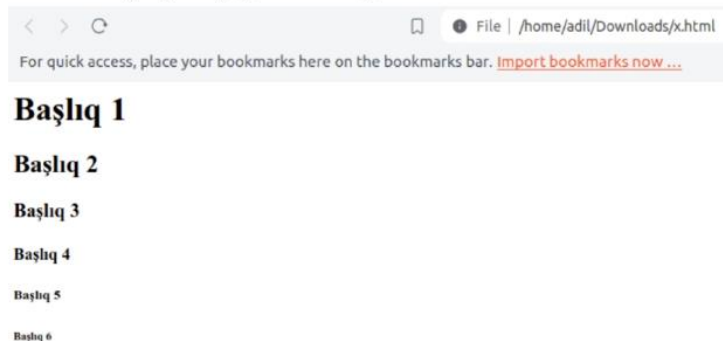 File | /home/adil/Downloads/x.html
For quick access, place your bookmarks here on the bookmarks bar. Import bookmarks now ...
Başlıq 1
Başlıq 2
Başlıq 3
Başlıq 4
Başlıq 5
Başlıq 6